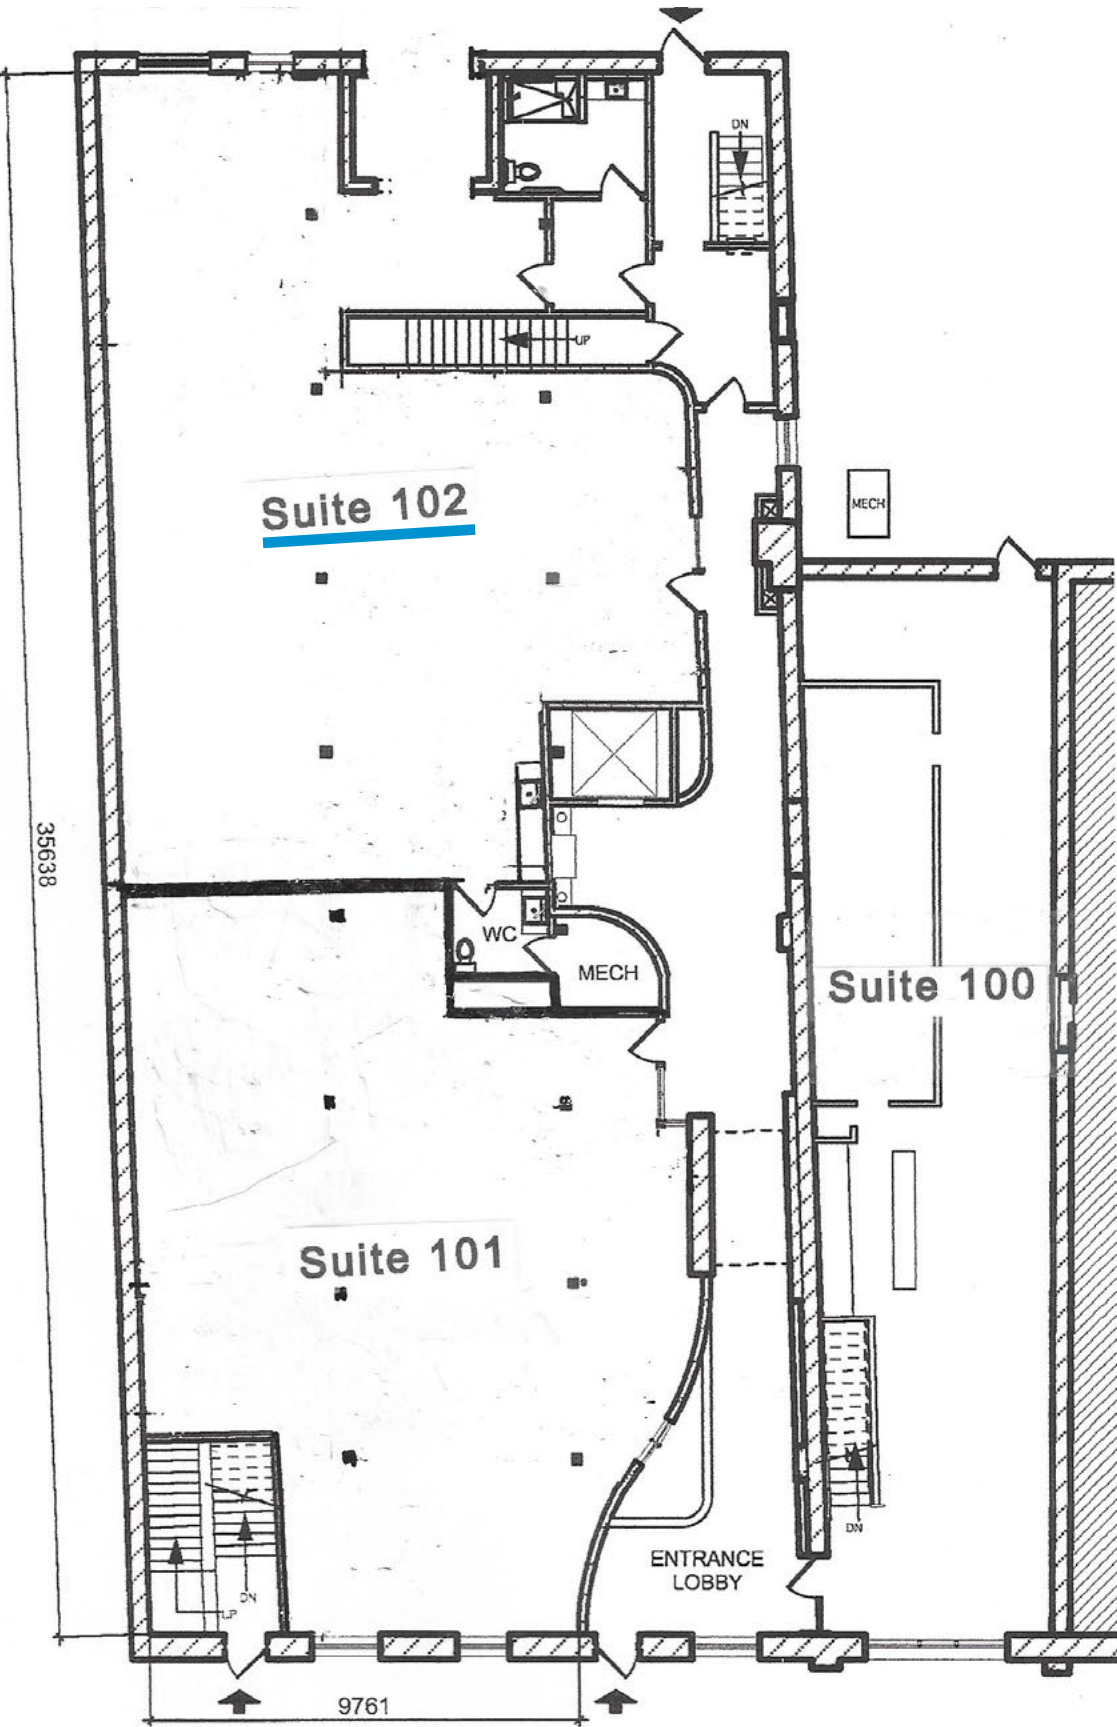 DN
UP
Suite 102
MECH
35638
WC
MECH
Suite 100
Suite 101
DN
ENTRANCE
LOBBY
UP
DN
9761